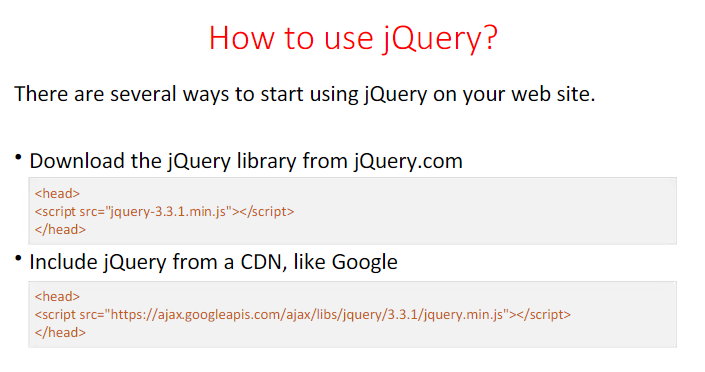 How to use jQuery?
There are several ways to start using jQuery on your web site.
• Download the jQuery library from jQuery.com
<head>
<script src="jquery-3.3.1.min.js"></script>
</head>
• Include jQuery from a CDN, like Google
<head>
<script src="https://ajax.googleapis.com/ajax/libs/jquery/3.3.1/jquery.min.js"></script>
</head>